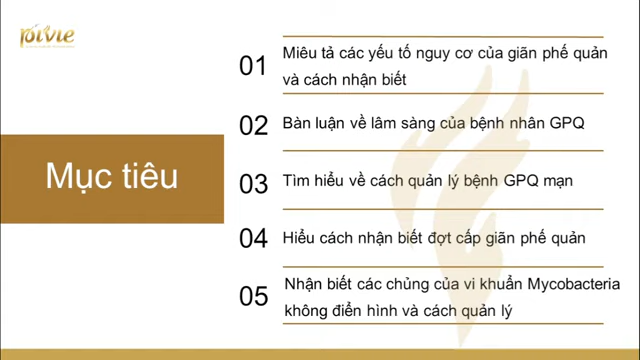 pivie
Mục tiêu
01
Miêu tả các yếu tố nguy cơ của giãn phế quản
và cách nhận biết
02
Bàn luận về lâm sàng của bệnh nhân GPQ
03
Tìm hiểu về cách quản lý bệnh GPQ mạn
04
Hiểu cách nhận biết đợt cấp giãn phế quản
05
Nhận biết các chủng của vi khuẩn Mycobacteria
không điển hình và cách quản lý